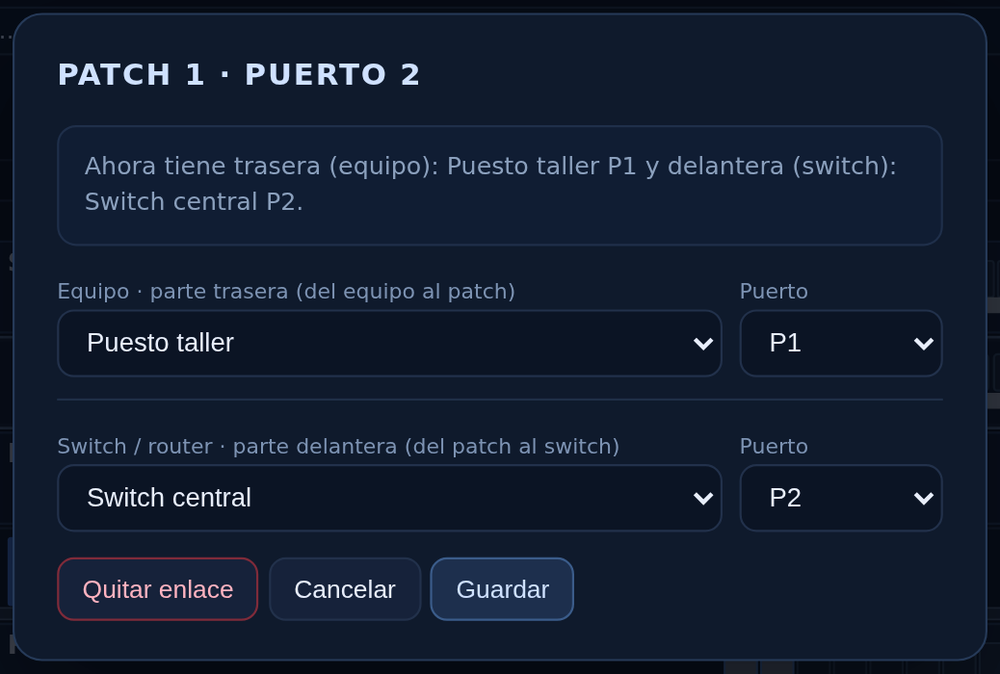 PATCH 1 · PUERTO 2
Ahora tiene trasera (equipo): Puesto taller P1 y delantera (switch):
Switch central P2.
Equipo · parte trasera (del equipo al patch)
Puerto
Puesto taller
P1
Switch / router · parte delantera (del patch al switch)
Puerto
Switch central
P2
Quitar enlace
Cancelar
Guardar